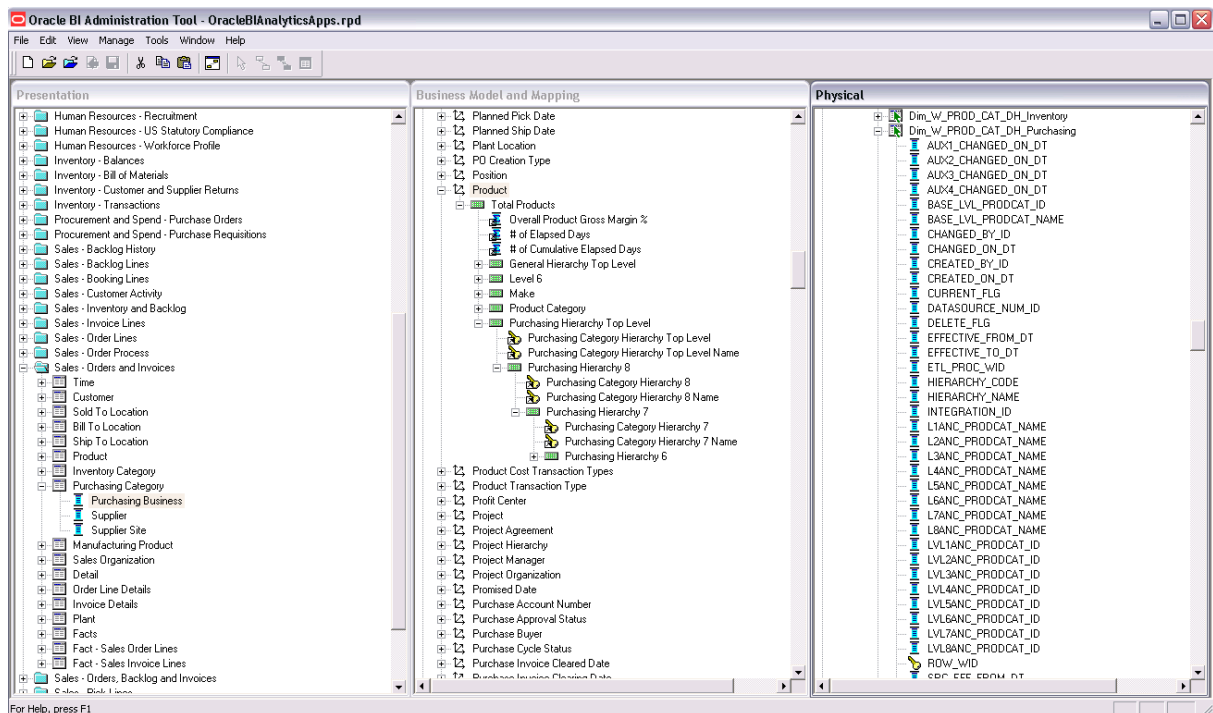 Oracle BI Administration Tool - OracleBIAnalyticsApps.rpd
File Edit View Manage Tools Window Help
Presentation
Human Resources - Recruitment
Human Resources - US Statutory Compliance
Human Resources - Workforce Profile
Inventory - Balances
Inventory - Bill of Materials
Inventory - Customer and Supplier Returns
Inventory - Transactions
Procurement and Spend - Purchase Orders
Procurement and Spend - Purchase Requisitions
Sales - Backlog History
Sales - Backlog Lines
Sales - Booking Lines
Sales - Customer Activity
Sales - Inventory and Backlog
Sales - Invoice Lines
Sales - Order Lines
Sales - Order Process
Sales - Orders and Invoices
Time
Customer
Sold To Location
Bill To Location
Ship To Location
Product
Inventory Category
Purchasing Category
Purchasing Business
Supplier
Supplier Site
Manufacturing Product
Sales Organization
Detail
Order Line Details
Invoice Details
Plant
Facts
Fact - Sales Order Lines
Fact - Sales Invoice Lines
Sales - Orders, Backlog and Invoices
Sales - Pick Lines
Business Model and Mapping
Planned Pick Date
Planned Ship Date
Plant Location
PO Creation Type
Position
Product
Total Products
Overall Product Gross Margin %
# of Elapsed Days
# of Cumulative Elapsed Days
General Hierarchy Top Level
Level 6
Make
Product Category
Purchasing Hierarchy Top Level
Purchasing Category Hierarchy Top Level
Purchasing Category Hierarchy Top Level Name
Purchasing Hierarchy 8
Purchasing Category Hierarchy 8
Purchasing Category Hierarchy 8 Name
Purchasing Hierarchy 7
Purchasing Category Hierarchy 7
Purchasing Category Hierarchy 7 Name
Purchasing Hierarchy 6
Product Cost Transaction Types
Product Transaction Type
Profit Center
Project
Project Agreement
Project Hierarchy
Project Manager
Project Organization
Promised Date
Purchase Account Number
Purchase Approval Status
Purchase Buyer
Purchase Cycle Status
Purchase Invoice Cleared Date
Purchase Invoice Clearing Date
Physical
Dim_W_PROD_CAT_DH_Inventory
Dim_W_PROD_CAT_DH_Purchasing
AUX1_CHANGED_ON_DT
AUX2_CHANGED_ON_DT
AUX3_CHANGED_ON_DT
AUX4_CHANGED_ON_DT
BASE_LVL_PRODCAT_ID
BASE_LVL_PRODCAT_NAME
CHANGED_BY_ID
CHANGED_ON_DT
CREATED_BY_ID
CREATED_ON_DT
CURRENT_FLG
DATASOURCE_NUM_ID
DELETE_FLG
EFFECTIVE_FROM_DT
EFFECTIVE_TO_DT
ETL_PROC_WID
HIERARCHY_CODE
HIERARCHY_NAME
INTEGRATION_ID
L1ANC_PRODCAT_NAME
L2ANC_PRODCAT_NAME
L3ANC_PRODCAT_NAME
L4ANC_PRODCAT_NAME
L5ANC_PRODCAT_NAME
L6ANC_PRODCAT_NAME
L7ANC_PRODCAT_NAME
L8ANC_PRODCAT_NAME
LVL1ANC_PRODCAT_ID
LVL2ANC_PRODCAT_ID
LVL3ANC_PRODCAT_ID
LVL4ANC_PRODCAT_ID
LVL5ANC_PRODCAT_ID
LVL6ANC_PRODCAT_ID
LVL7ANC_PRODCAT_ID
LVL8ANC_PRODCAT_ID
ROW_WID
SRC_EFF_FROM_DT
For Help, press F1